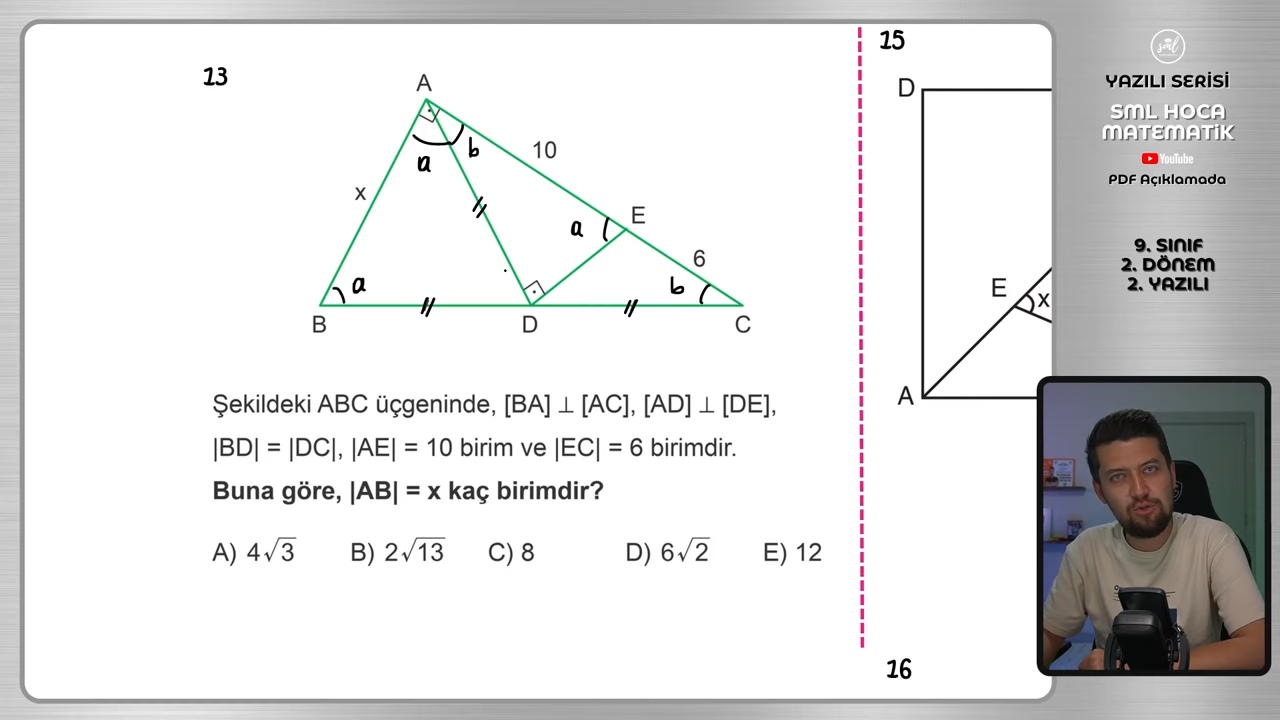 13
A
a
b
10
x
E
a
6
a
b
B
D
C
Şekildeki ABC üçgeninde, [BA] ⊥ [AC], [AD] ⊥ [DE],
|BD| = |DC|, |AE| = 10 birim ve |EC| = 6 birimdir.
Buna göre, |AB| = x kaç birimdir?
A) 4√3 B) 2√13 C) 8 D) 6√2 E) 12
15
D
E
x
A
16
sml
YAZILI SERİSİ
SML HOCA
MATEMATİK
YouTube
PDF Açıklamada
9. SINIF
2. DÖNEM
2. YAZILI